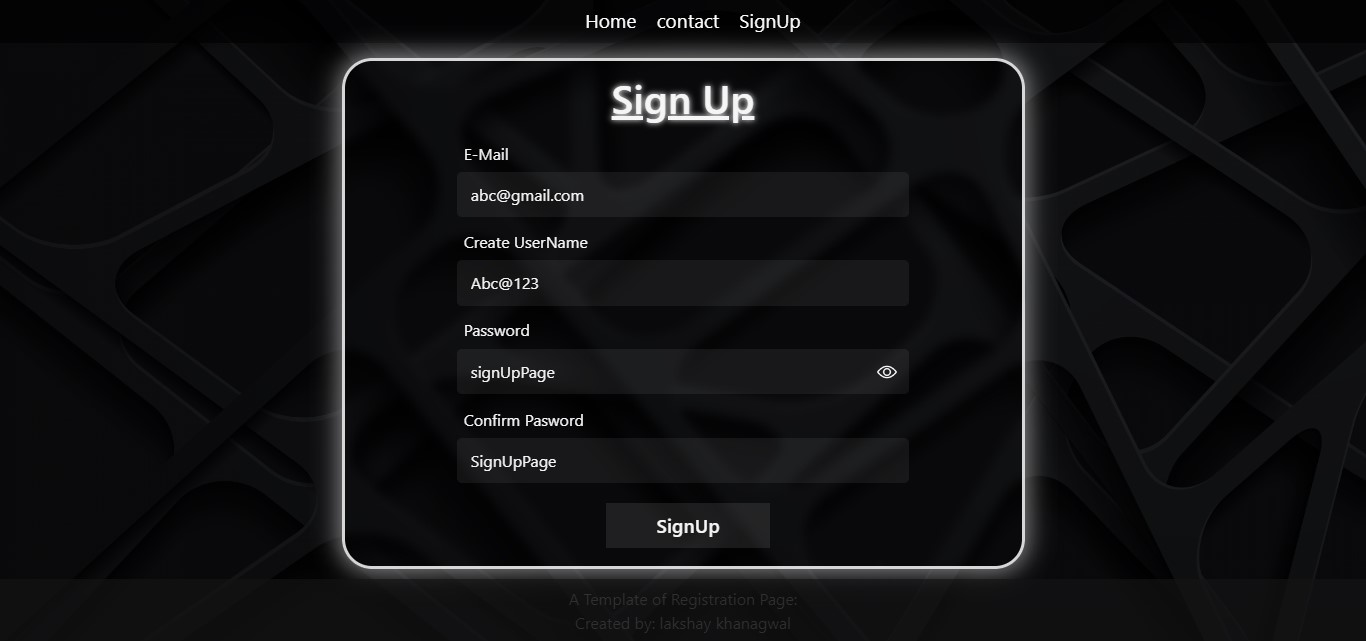 Home contact SignUp
Sign Up
E-Mail
abc@gmail.com
Create UserName
Abc@123
Password
signUpPage
Confirm Pasword
SignUpPage
SignUp
A Template of Registration Page:
Created by: lakshay khanagwal